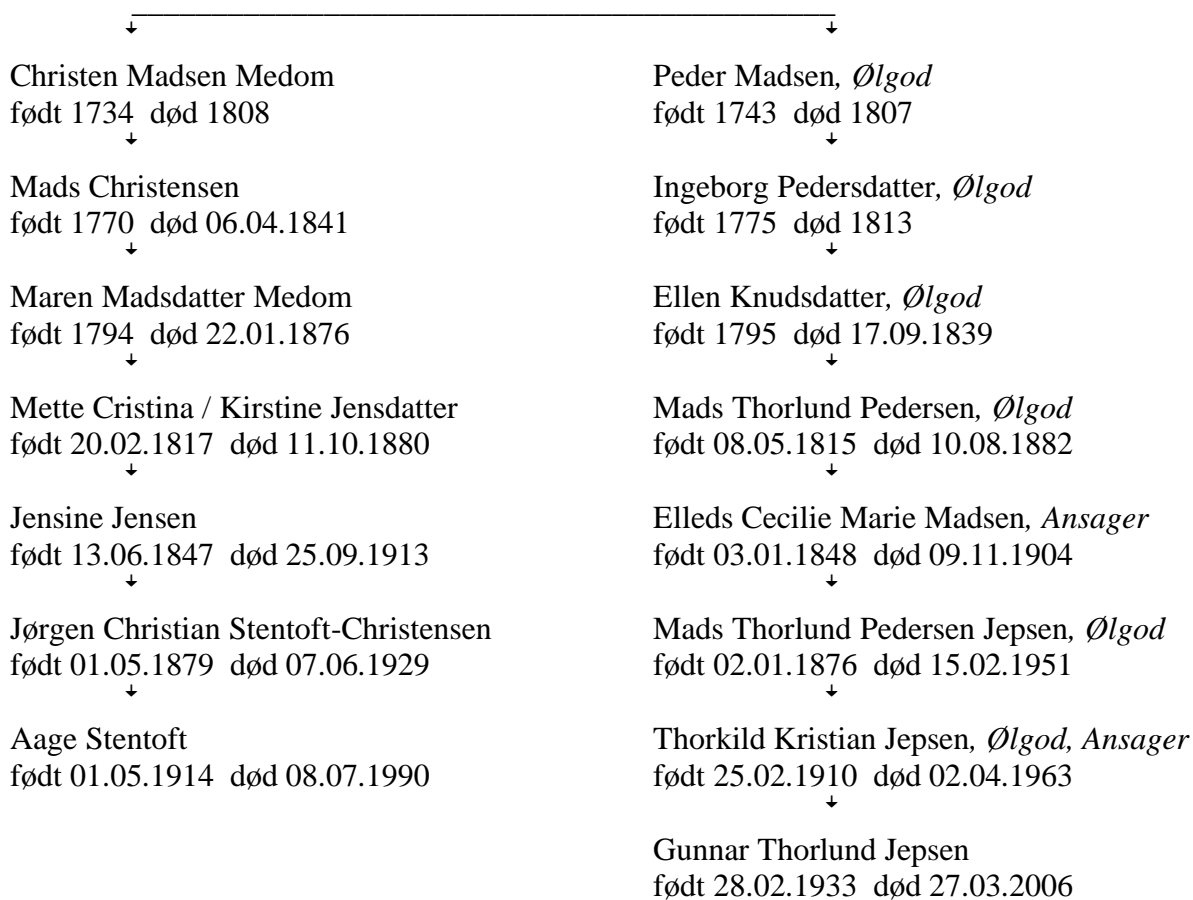 Christen Madsen Medom
født 1734 død 1808
Mads Christensen
født 1770 død 06.04.1841
Maren Madsdatter Medom
født 1794 død 22.01.1876
Mette Cristina / Kirstine Jensdatter
født 20.02.1817 død 11.10.1880
Jensine Jensen
født 13.06.1847 død 25.09.1913
Jørgen Christian Stentoft-Christensen
født 01.05.1879 død 07.06.1929
Aage Stentoft
født 01.05.1914 død 08.07.1990
Peder Madsen, Ølgod
født 1743 død 1807
Ingeborg Pedersdatter, Ølgod
født 1775 død 1813
Ellen Knudsdatter, Ølgod
født 1795 død 17.09.1839
Mads Thorlund Pedersen, Ølgod
født 08.05.1815 død 10.08.1882
Elleds Cecilie Marie Madsen, Ansager
født 03.01.1848 død 09.11.1904
Mads Thorlund Pedersen Jepsen, Ølgod
født 02.01.1876 død 15.02.1951
Thorkild Kristian Jepsen, Ølgod, Ansager
født 25.02.1910 død 02.04.1963
Gunnar Thorlund Jepsen
født 28.02.1933 død 27.03.2006